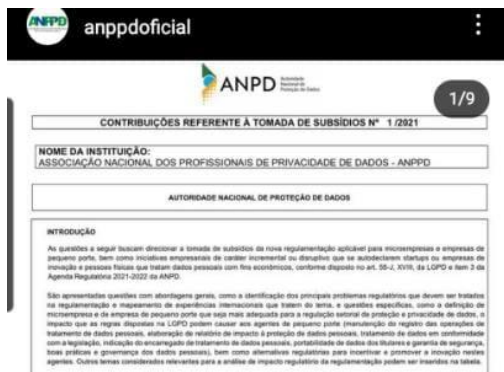 ANPPD
anppdoficial
ANPD Autoridade
Nacional de
Proteção de Dados
1/9
CONTRIBUIÇÕES REFERENTE À TOMADA DE SUBSÍDIOS Nº 1 /2021
NOME DA INSTITUIÇÃO:
ASSOCIAÇÃO NACIONAL DOS PROFISSIONAIS DE PRIVACIDADE DE DADOS - ANPPD
AUTORIDADE NACIONAL DE PROTEÇÃO DE DADOS
INTRODUÇÃO
As questões a seguir buscam direcionar a tomada de subsídios da nova regulamentação aplicável para microempresas e empresas de
pequeno porte, bem como iniciativas empresariais de caráter incremental ou disruptivo que se autodeclarem startups ou empresas de
inovação e pessoas físicas que tratam dados pessoais com fins econômicos, conforme disposto no art. 55-J, XVIII, da LGPD e item 3 da
Agenda Regulatória 2021-2022 da ANPD.
São apresentadas questões com abordagens gerais, como a identificação dos principais problemas regulatórios que devem ser tratados
na regulamentação e mapeamento de experiências internacionais que tratem do tema, e questões específicas, como a definição de
microempresa e de empresa de pequeno porte que seja mais adequada para a regulação setorial de proteção e privacidade de dados, o
impacto que as regras dispostas na LGPD podem causar aos agentes de pequeno porte (manutenção do registro das operações de
tratamento de dados pessoais, elaboração de relatório de impacto à proteção de dados pessoais, tratamento de dados em conformidade
com a legislação, indicação do encarregado de tratamento de dados pessoais, portabilidade de dados dos titulares e garantia de segurança,
boas práticas e governança dos dados pessoais), bem como alternativas regulatórias para incentivar e promover a inovação nestes
agentes. Outros temas considerados relevantes para a análise de impacto regulatório da regulamentação podem ser inseridos na tabela.